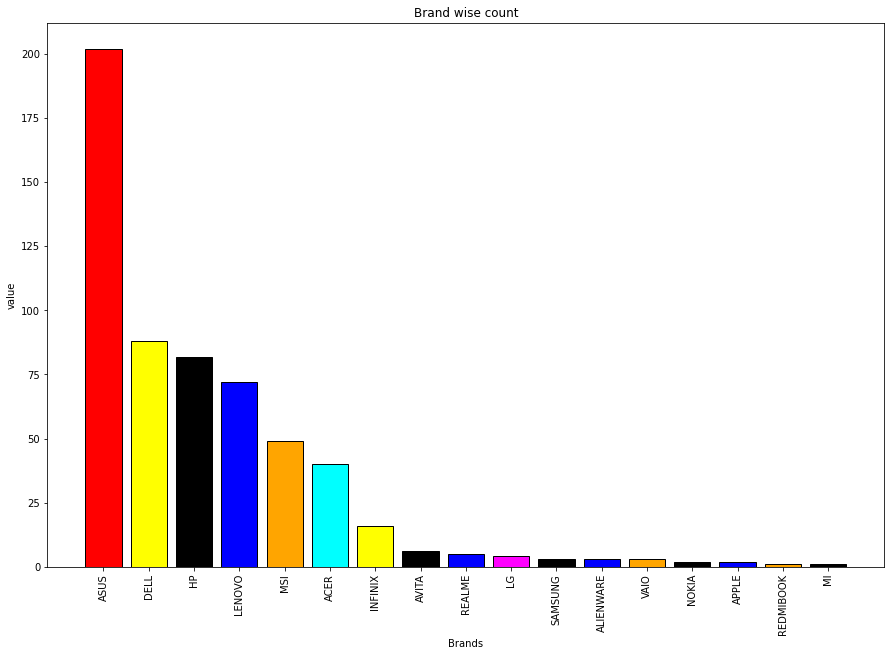 Brand wise count
200
175
150
125
100
75
50
25
0
value
ASUS
DELL
HP
LENOVO
MSI
ACER
INFINIX
AVITA
REALME
LG
SAMSUNG
ALIENWARE
VAIO
NOKIA
APPLE
REDMIBOOK
MI
Brands